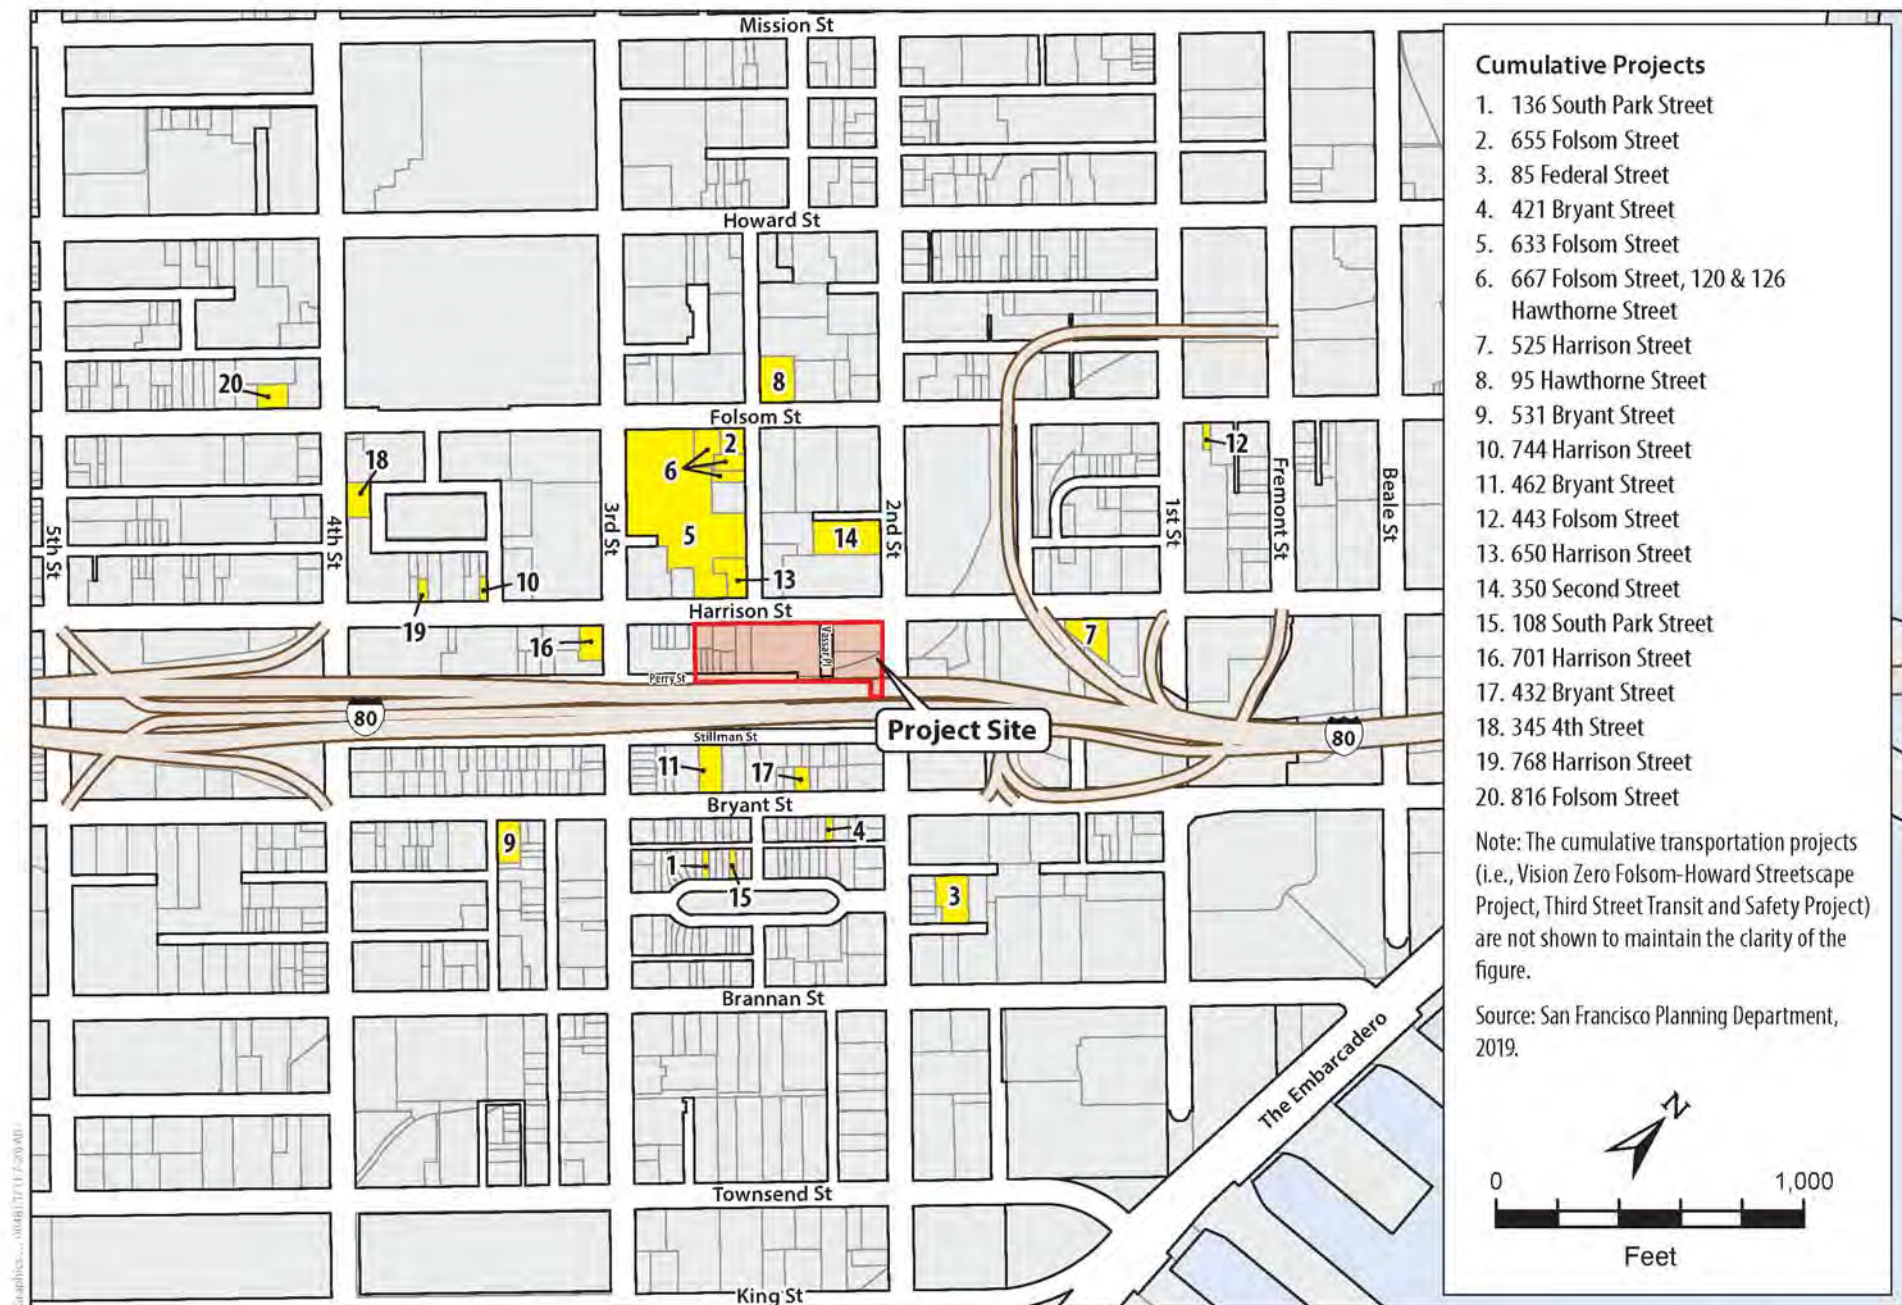 Mission St
Howard St
20
8
Folsom St
18
2
6
12
5th St
4th St
3rd St
5
14
2nd St
1st St
Fremont St
Beale St
10
13
19
Harrison St
16
Vassar Pl
7
Perry St
80
Project Site
80
Stillman St
11
17
Bryant St
9
4
1
15
3
Brannan St
The Embarcadero
Townsend St
King St
Cumulative Projects
1. 136 South Park Street
2. 655 Folsom Street
3. 85 Federal Street
4. 421 Bryant Street
5. 633 Folsom Street
6. 667 Folsom Street, 120 & 126
Hawthorne Street
7. 525 Harrison Street
8. 95 Hawthorne Street
9. 531 Bryant Street
10. 744 Harrison Street
11. 462 Bryant Street
12. 443 Folsom Street
13. 650 Harrison Street
14. 350 Second Street
15. 108 South Park Street
16. 701 Harrison Street
17. 432 Bryant Street
18. 345 4th Street
19. 768 Harrison Street
20. 816 Folsom Street
Note: The cumulative transportation projects
(i.e., Vision Zero Folsom-Howard Streetscape
Project, Third Street Transit and Safety Project)
are not shown to maintain the clarity of the
figure.
Source: San Francisco Planning Department,
2019.
N
0 1,000
Feet